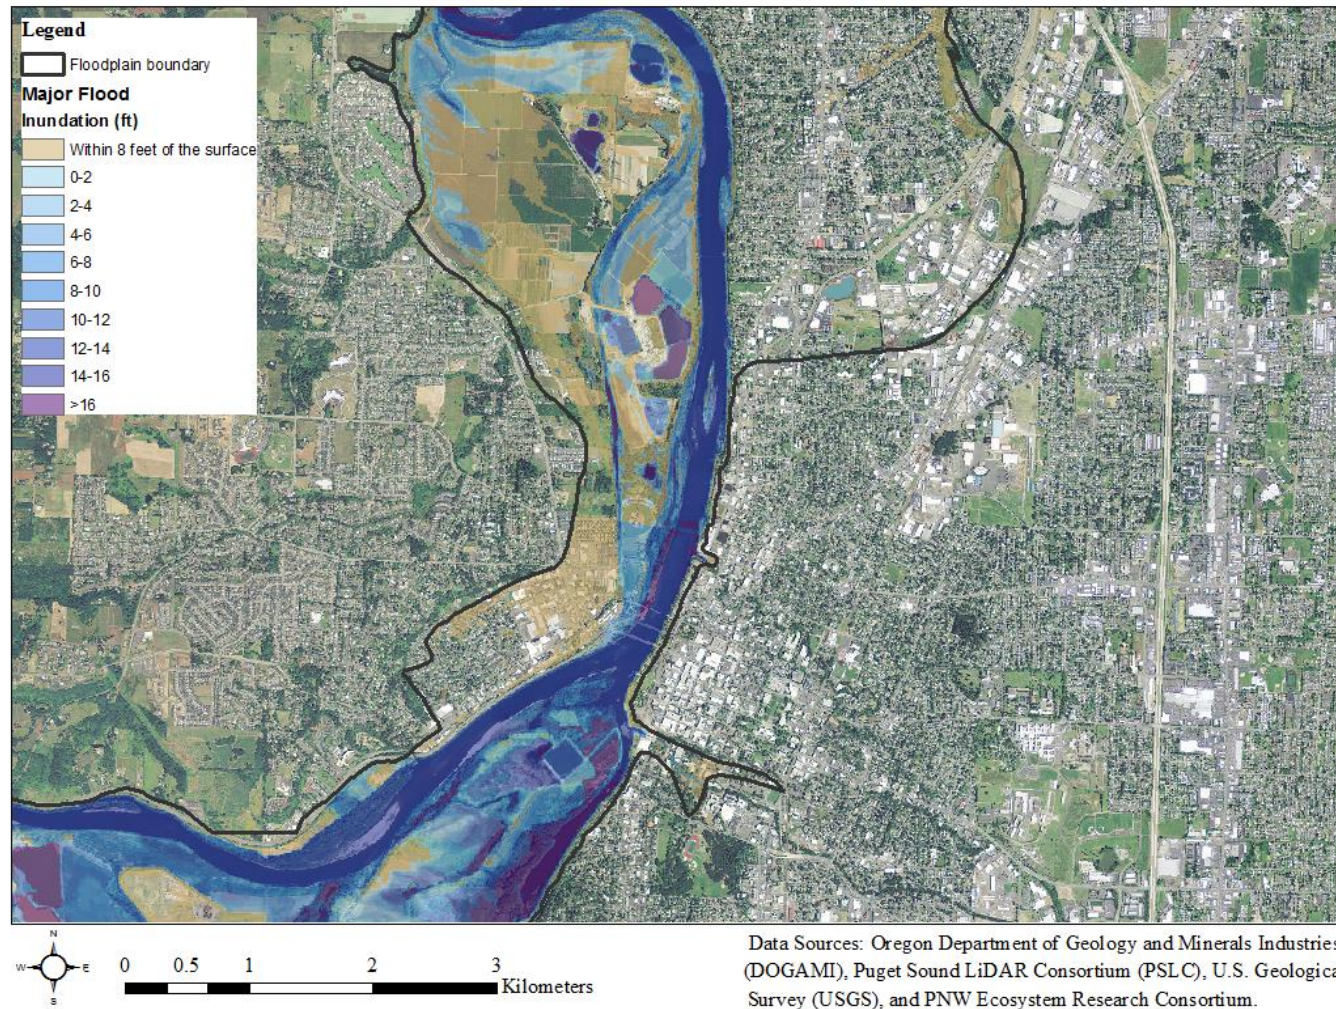 Legend
Floodplain boundary
Major Flood
Inundation (ft)
Within 8 feet of the surface
0-2
2-4
4-6
6-8
8-10
10-12
12-14
14-16
>16
N
W E
S
0 0.5 1 2 3
Kilometers
Data Sources: Oregon Department of Geology and Minerals Industries
(DOGAMI), Puget Sound LiDAR Consortium (PSLC), U.S. Geologica
Survey (USGS), and PNW Ecosystem Research Consortium.